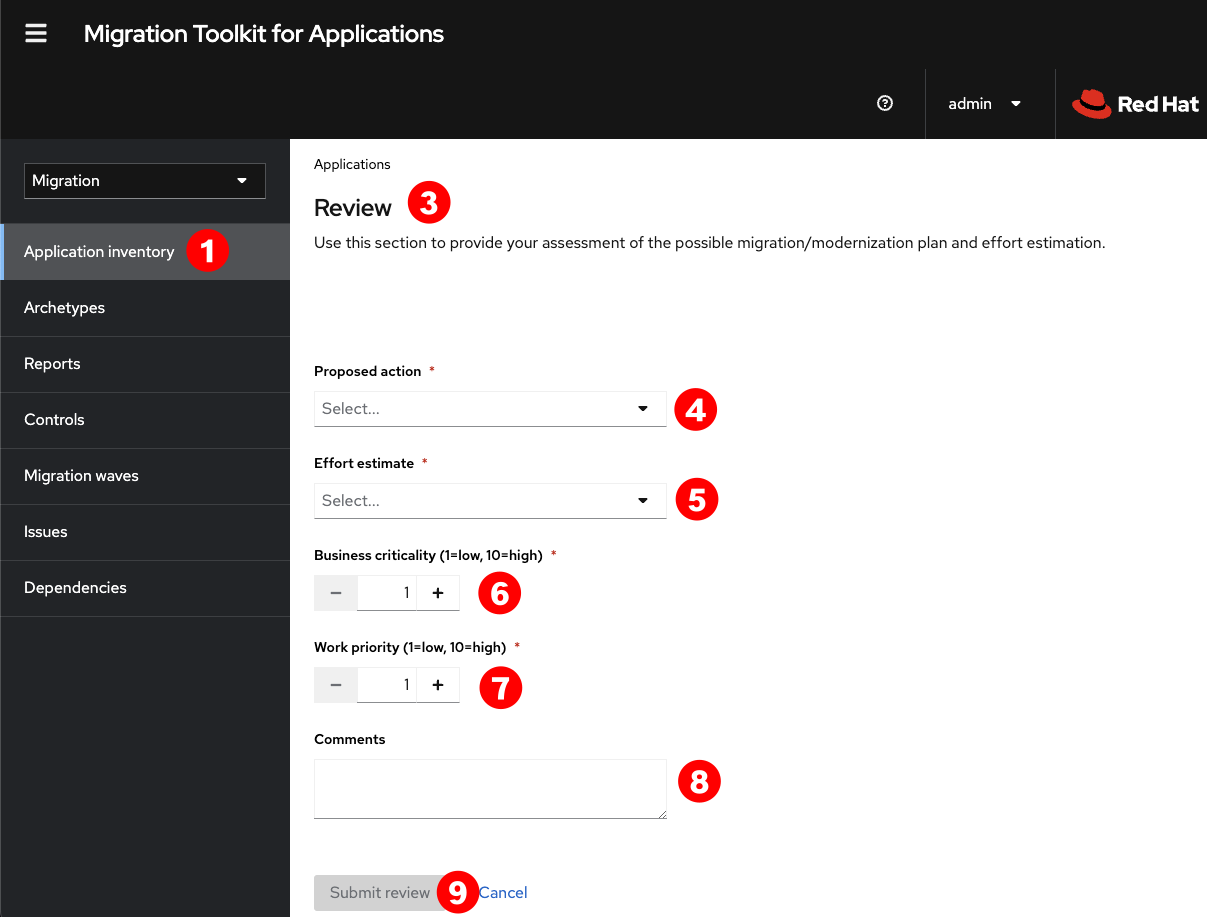 Migration Toolkit for Applications
admin
Red Hat
Migration
Applications
Review 3
Use this section to provide your assessment of the possible migration/modernization plan and effort estimation.
Application inventory 1
Archetypes
Reports
Controls
Migration waves
Issues
Dependencies
Proposed action *
Select... 4
Effort estimate *
Select... 5
Business criticality (1=low, 10=high) *
− 1 + 6
Work priority (1=low, 10=high) *
− 1 + 7
Comments
8
Submit review 9 Cancel